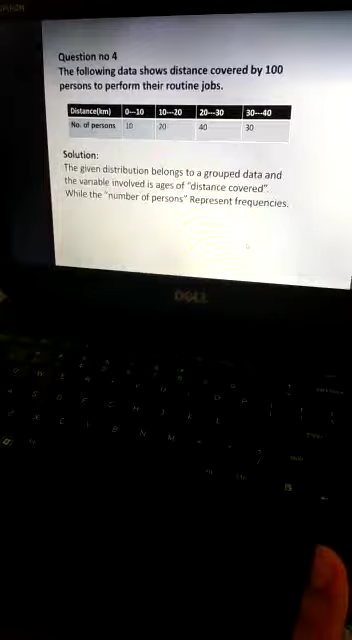 Question no 4
The following data shows distance covered by 100
persons to perform their routine jobs.
Distance(km) 0---10 10---20 20---30 30---40
No. of persons 10 20 40 30
Solution:
The given distribution belongs to a grouped data and
the variable involved is ages of "distance covered".
While the "number of persons" Represent frequencies.
DELL